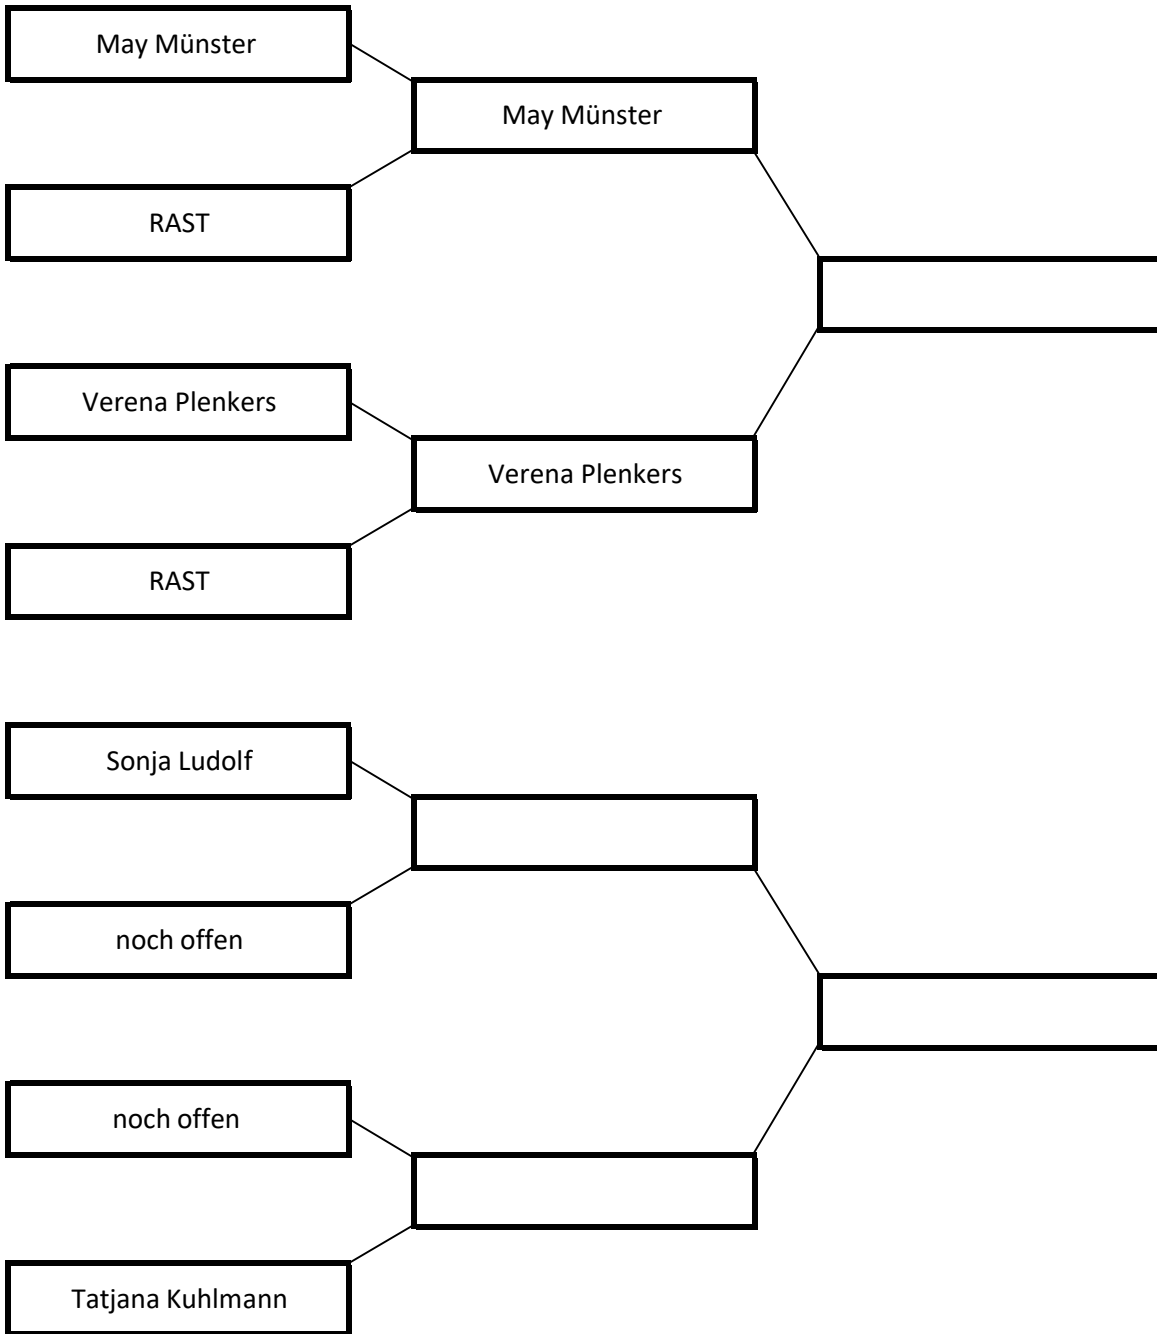 May Münster
May Münster
RAST
Verena Plenkers
Verena Plenkers
RAST
Sonja Ludolf
noch offen
noch offen
Tatjana Kuhlmann